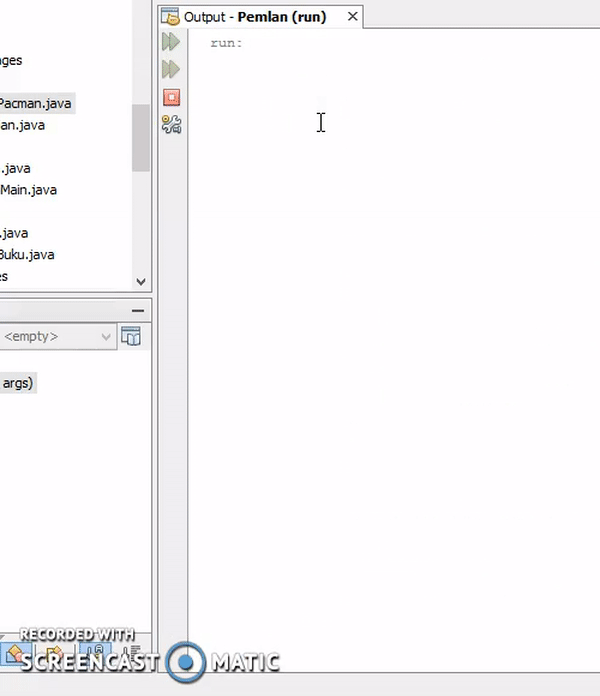 Output - Pemlan (run)
run:
ges
Pacman.java
an.java
.java
Main.java
.java
Buku.java
es
<empty>
args)
RECORDED WITH
SCREENCAST MATIC